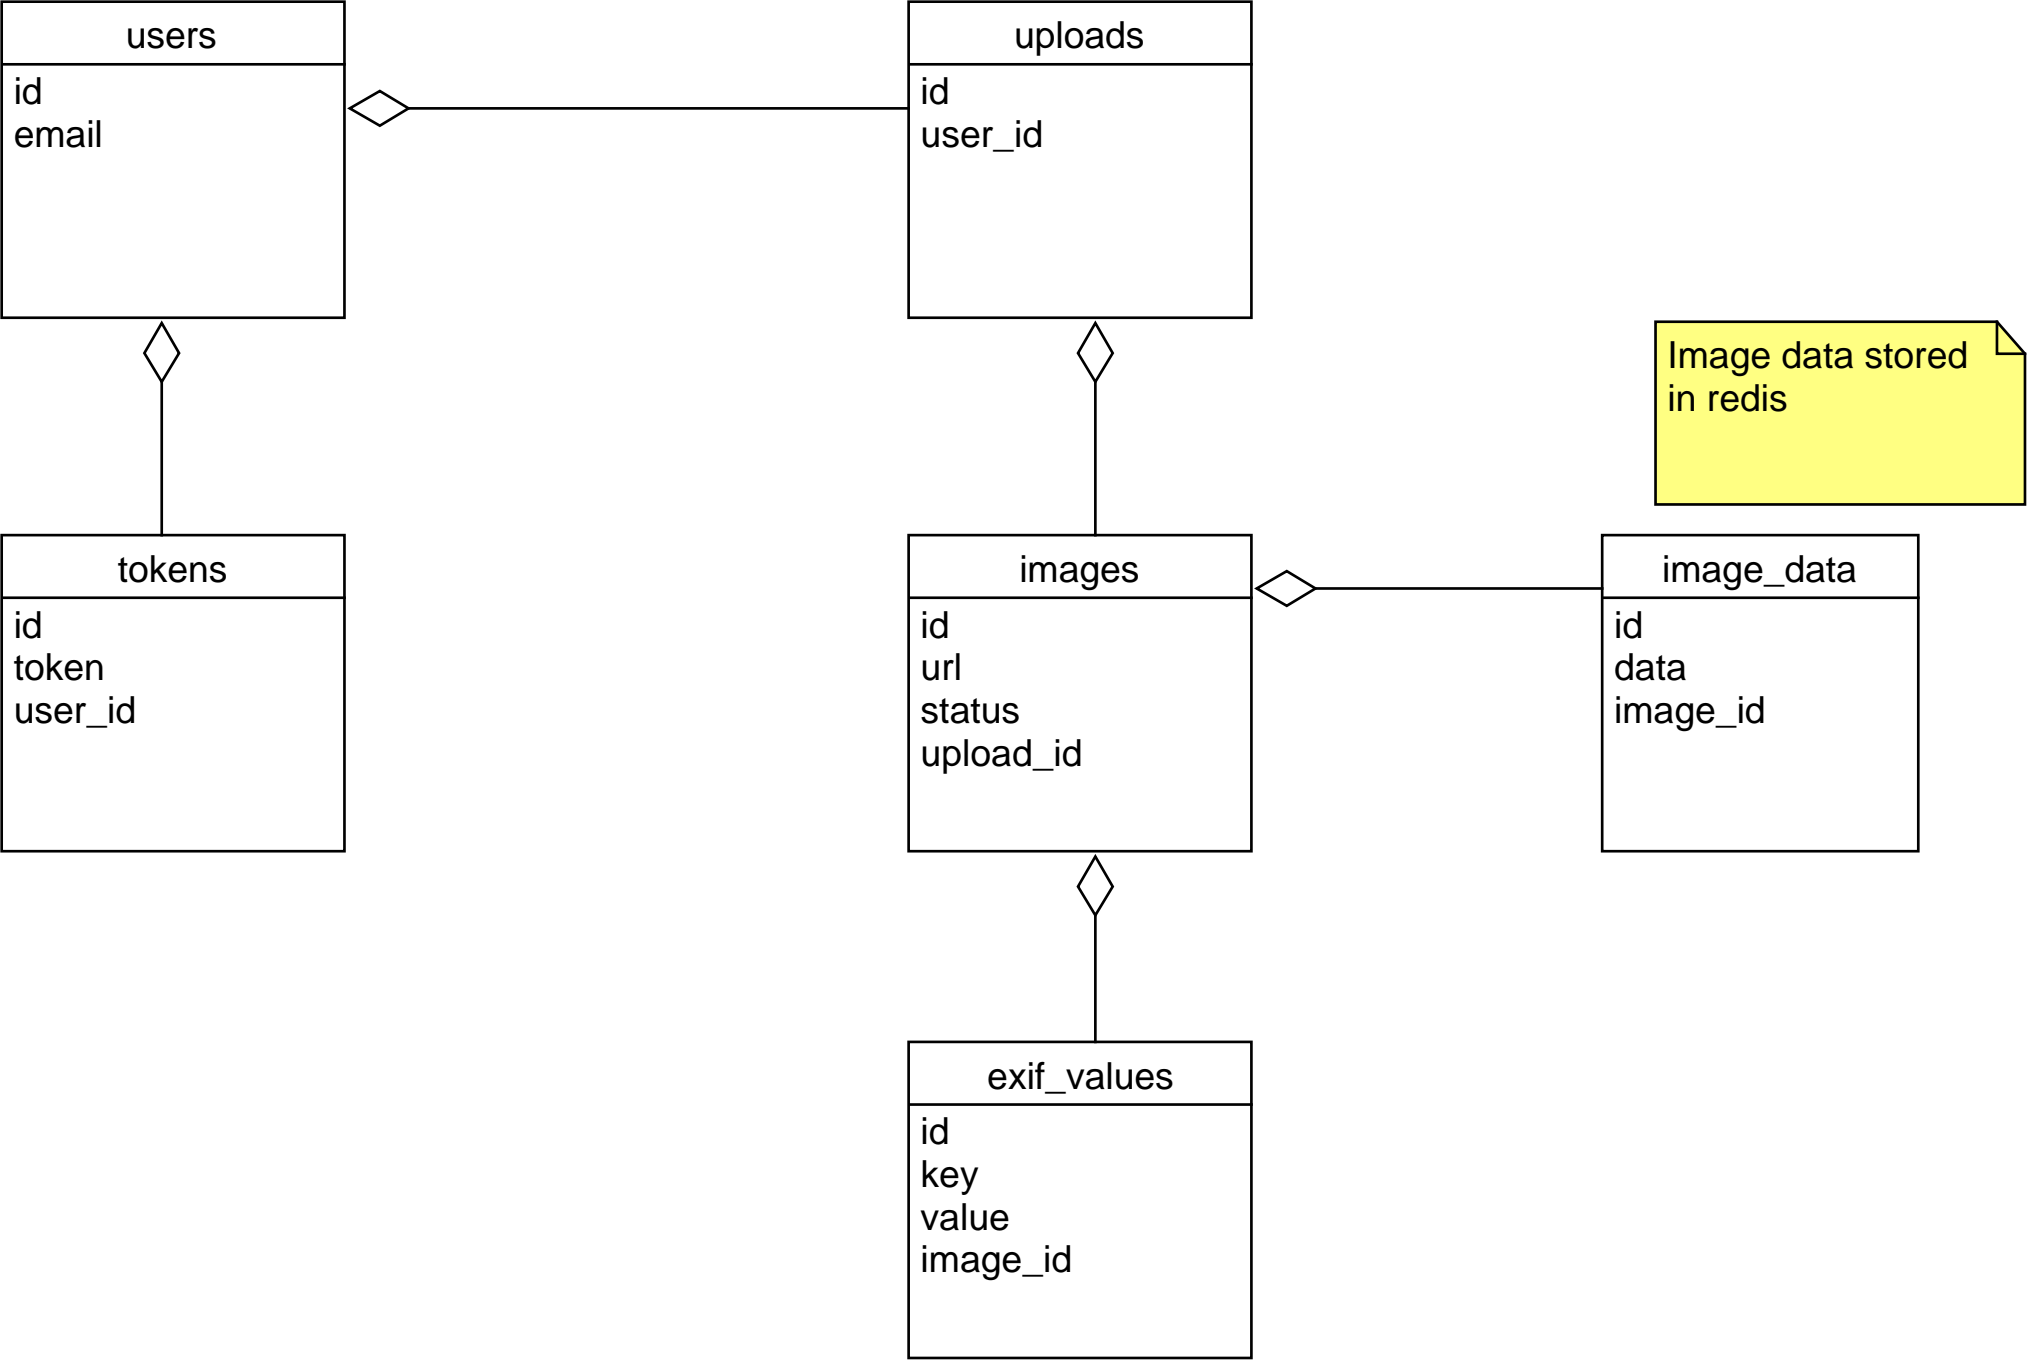 users
id
email
uploads
id
user_id
Image data stored
in redis
tokens
id
token
user_id
images
id
url
status
upload_id
image_data
id
data
image_id
exif_values
id
key
value
image_id